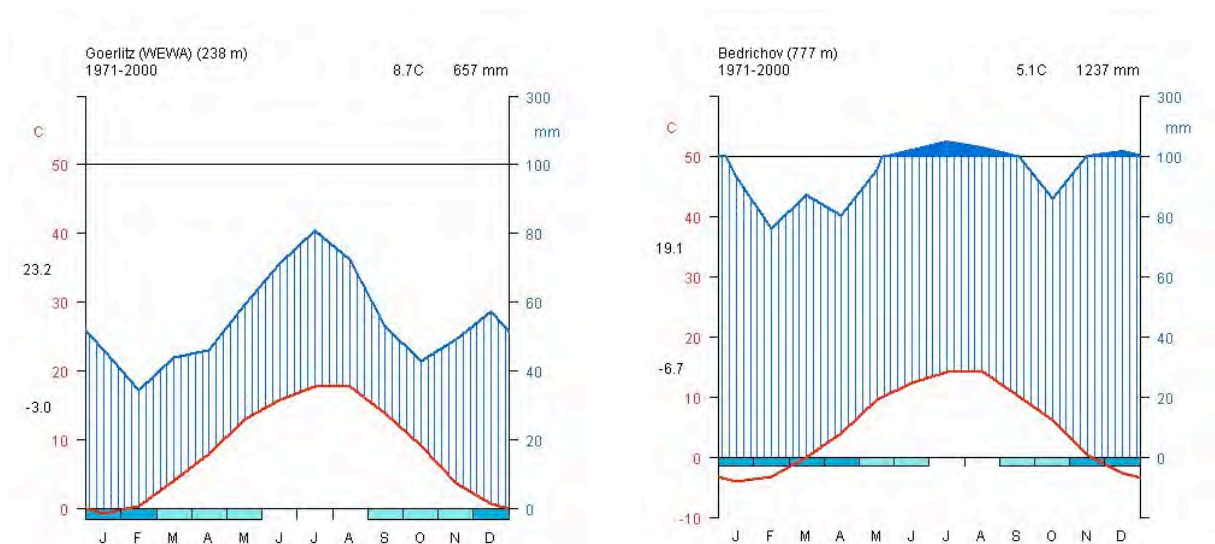 Goerlitz (WEWA) (238 m)
1971-2000 8.7C 657 mm
C 300
mm
50 100
40 80
23.2
30 60
20 40
-3.0
10 20
0 0
J F M A M J J A S O N D
Bedrichov (777 m)
1971-2000 5.1C 1237 mm
C 300
mm
50 100
40 80
19.1
30 60
20 40
-6.7
10 20
0 0
-10
J F M A M J J A S O N D